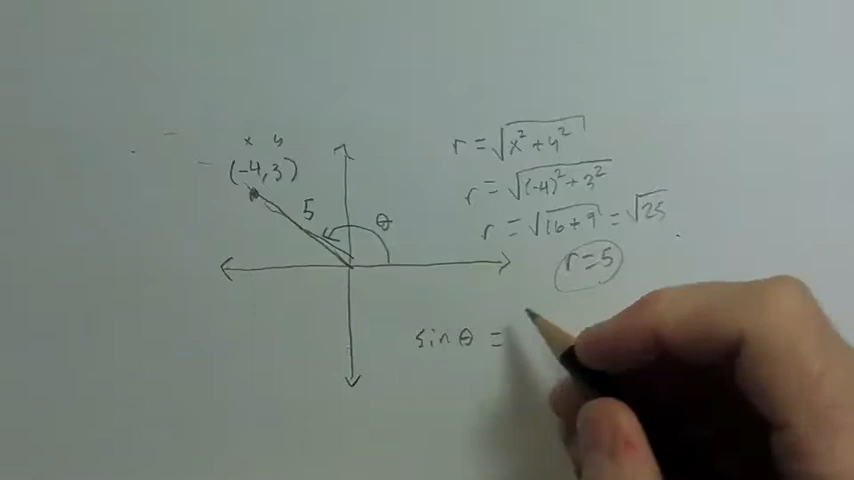 x y
(-4,3)
5
θ
r = √x² + y²
r = √(-4)² + 3²
r = √16 + 9 = √25
r = 5
sin θ =